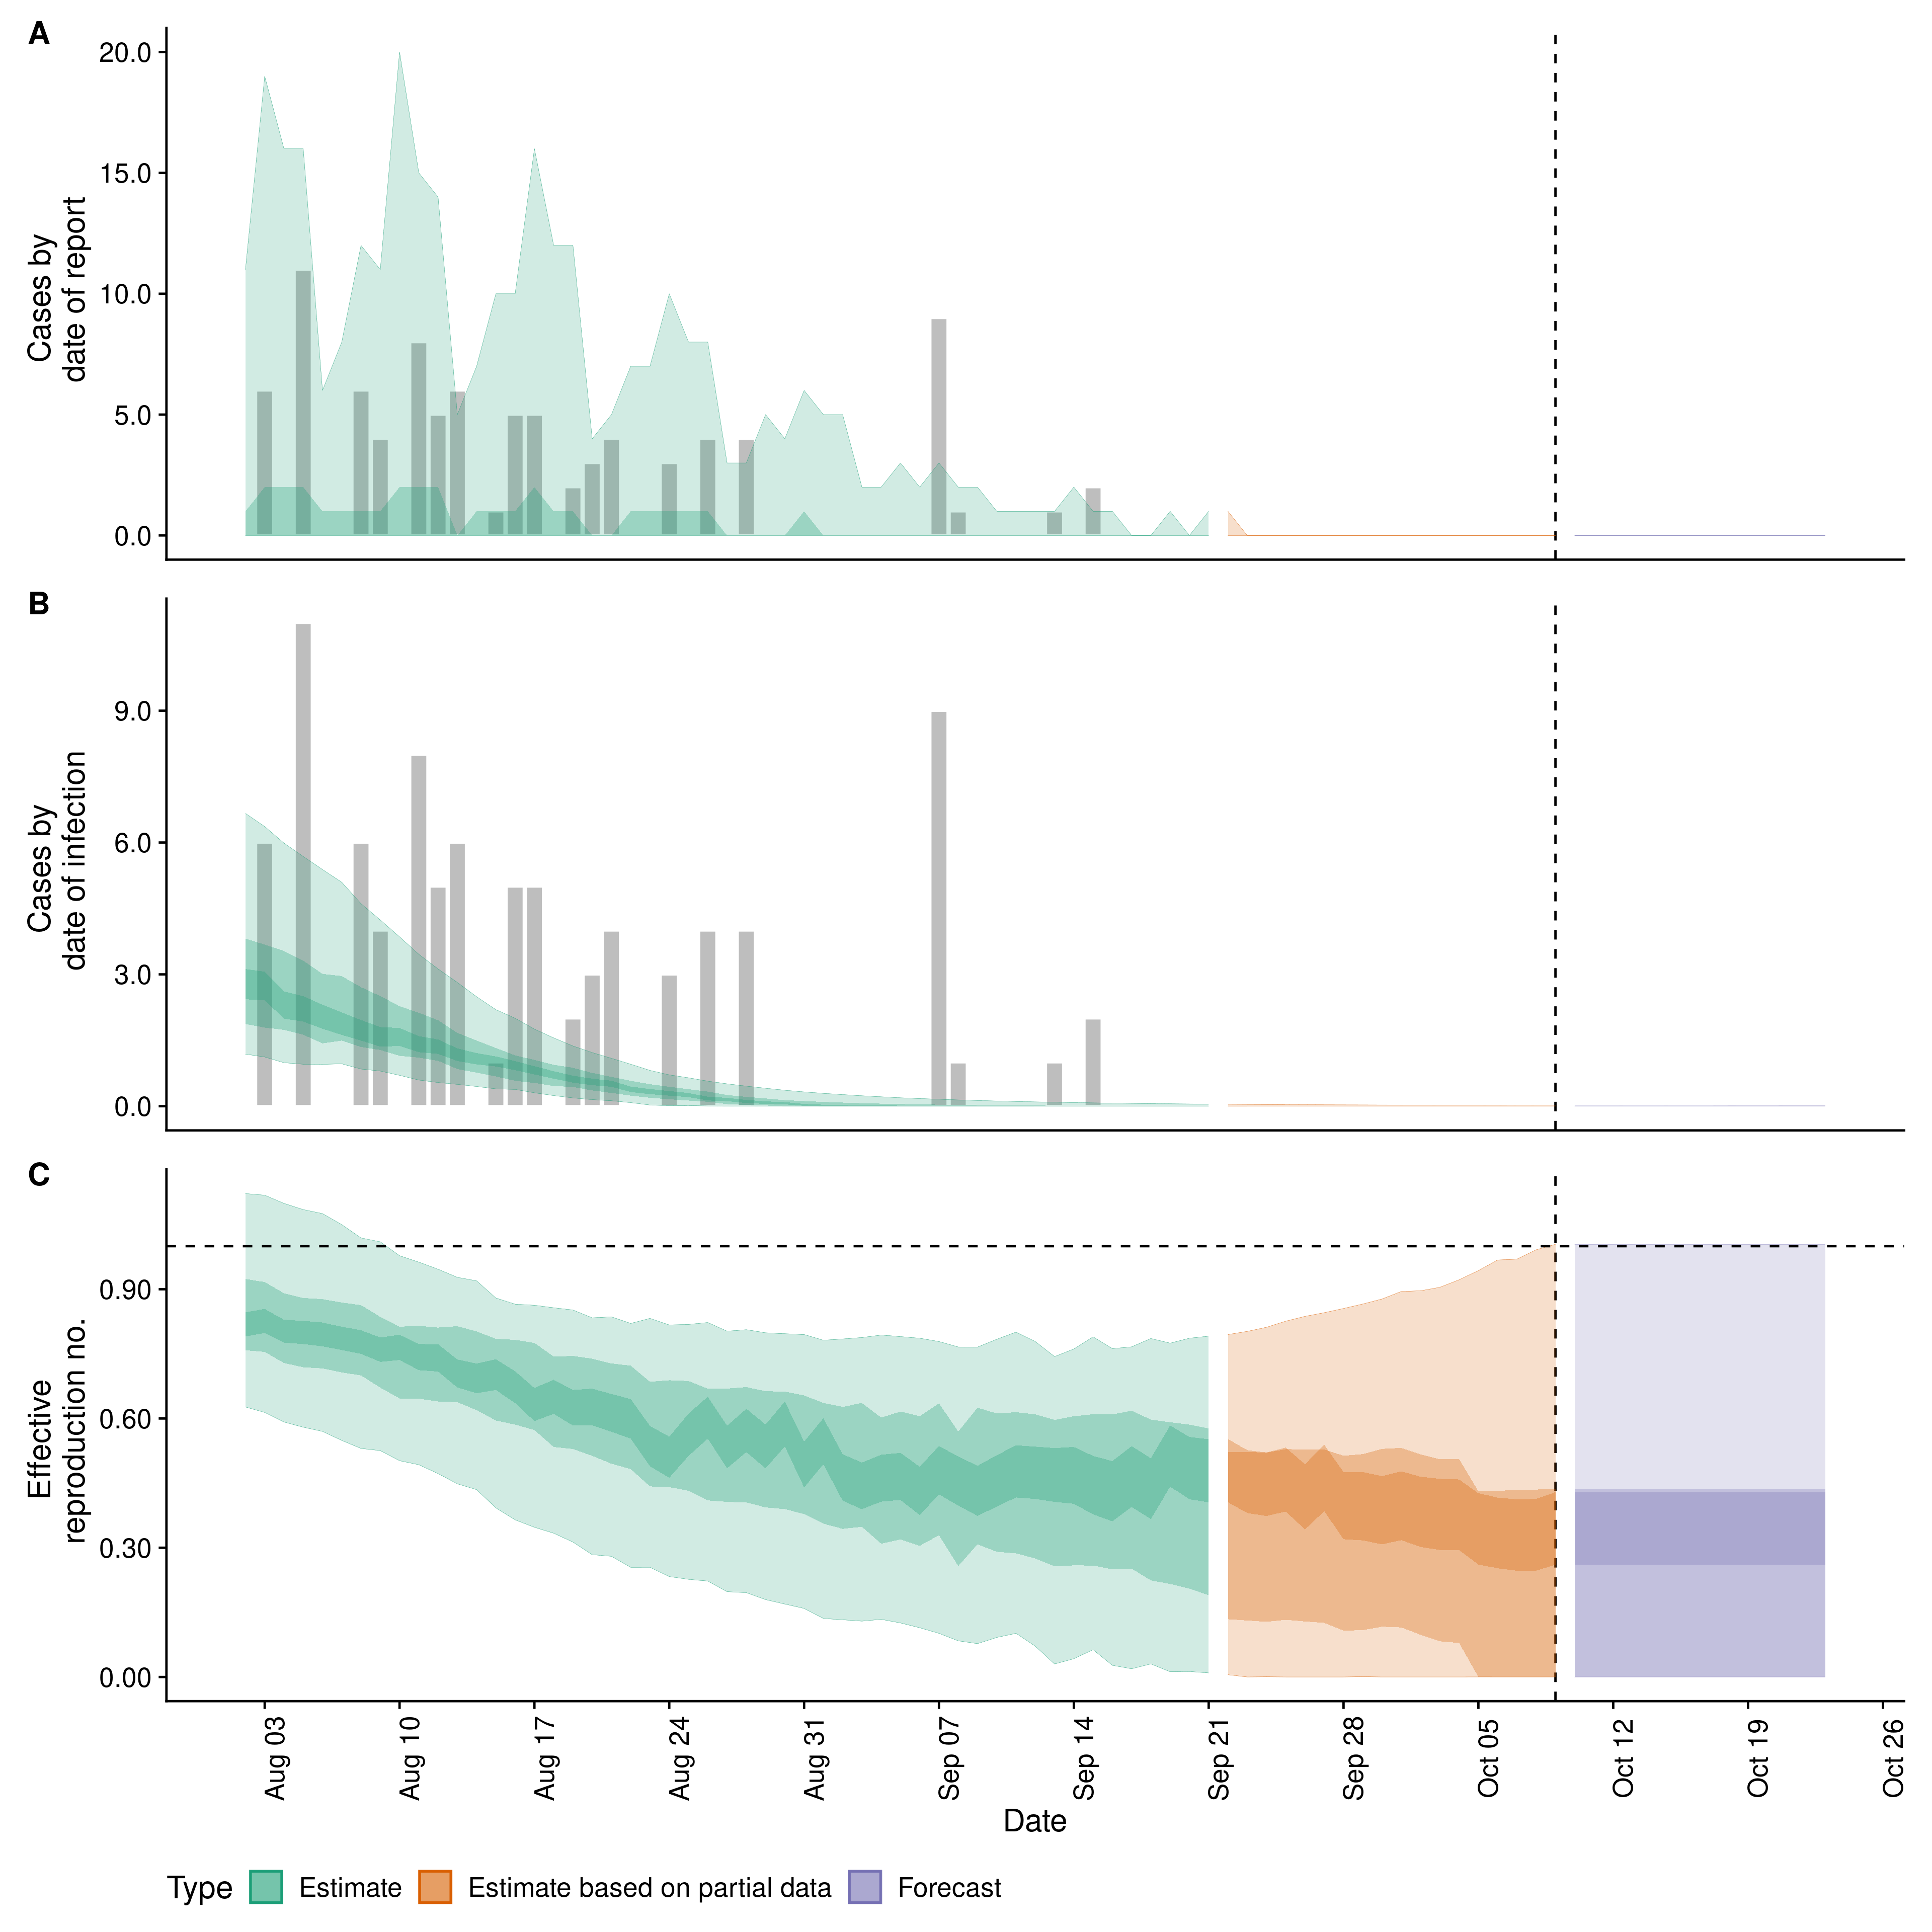 A
20.0
15.0
10.0
5.0
0.0
Cases by
date of report
B
9.0
6.0
3.0
0.0
Cases by
date of infection
C
0.90
0.60
0.30
0.00
Effective
reproduction no.
Aug 03
Aug 10
Aug 17
Aug 24
Aug 31
Sep 07
Sep 14
Sep 21
Sep 28
Oct 05
Oct 12
Oct 19
Oct 26
Date
Type Estimate Estimate based on partial data Forecast